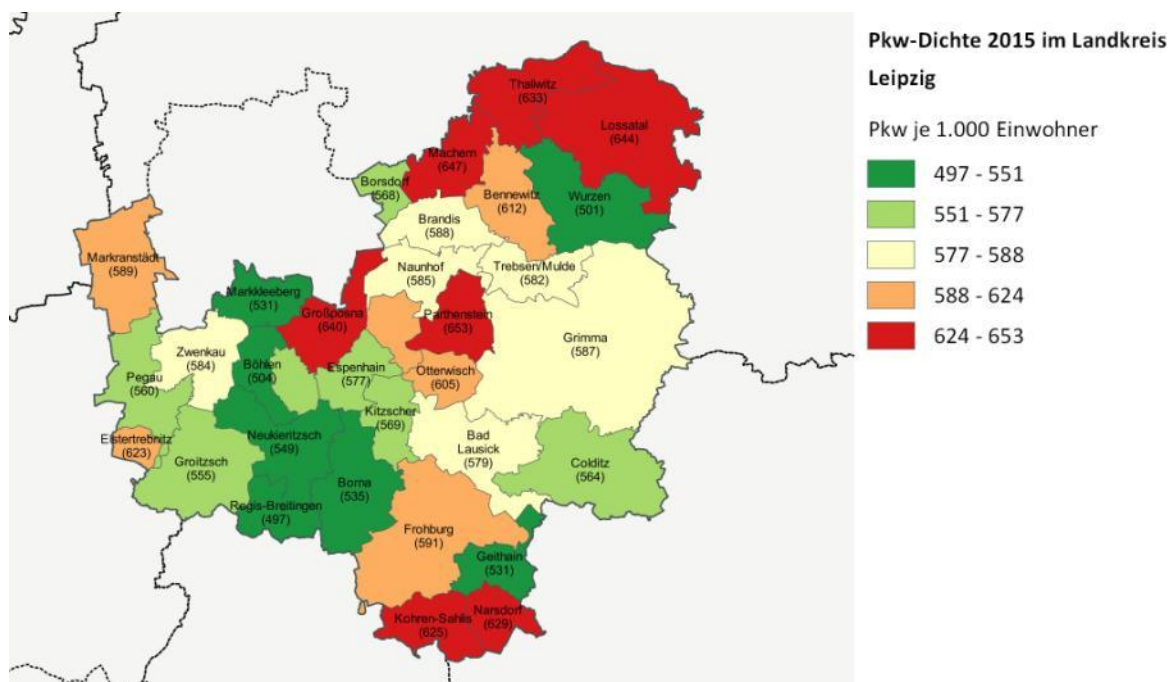 Pkw-Dichte 2015 im Landkreis
Leipzig
Pkw je 1.000 Einwohner
497 - 551
551 - 577
577 - 588
588 - 624
624 - 653
Thallwitz
(633)
Lossatal
(644)
Machern
(647)
Borsdorf
(568)
Bennewitz
(612)
Wurzen
(501)
Brandis
(588)
Markranstädt
(589)
Naunhof
(585)
Trebsen/Mulde
(582)
Markkleeberg
(531)
Großposna
(640)
Parthenstein
(653)
Grimma
(587)
Zwenkau
(584)
Böhlen
(504)
Espenhain
(577)
Otterwisch
(605)
Pegau
(560)
Kitzscher
(569)
Elstertrebnitz
(623)
Neukieritzsch
(549)
Bad
Lausick
(579)
Groitzsch
(555)
Colditz
(564)
Borna
(535)
Regis-Breitingen
(497)
Frohburg
(591)
Geithain
(531)
Kohren-Sahlis
(625)
Narsdorf
(629)